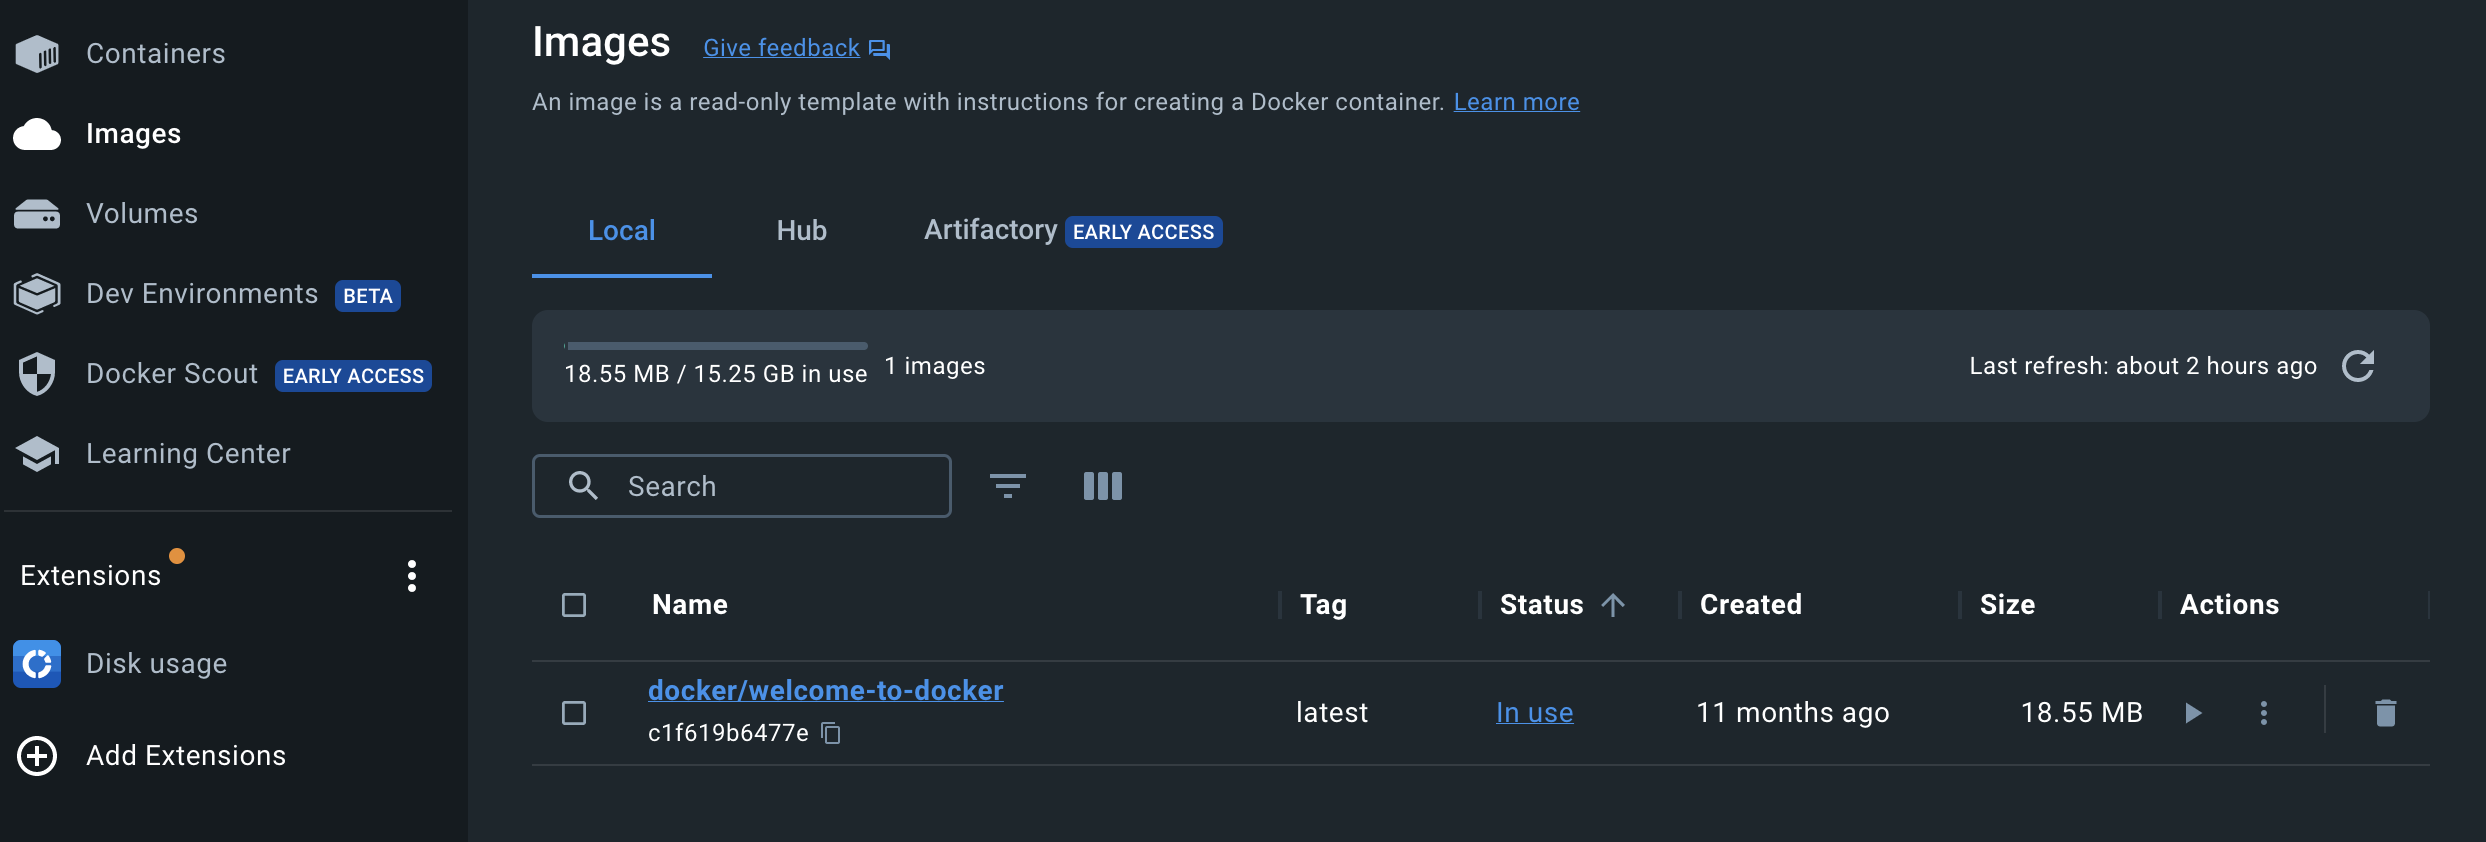 Containers
Images
Volumes
Dev Environments BETA
Docker Scout EARLY ACCESS
Learning Center
Extensions
Disk usage
Add Extensions
Images Give feedback
An image is a read-only template with instructions for creating a Docker container. Learn more
Local Hub Artifactory EARLY ACCESS
18.55 MB / 15.25 GB in use 1 images Last refresh: about 2 hours ago
Search
Name Tag Status Created Size Actions
docker/welcome-to-docker latest In use 11 months ago 18.55 MB
c1f619b6477e